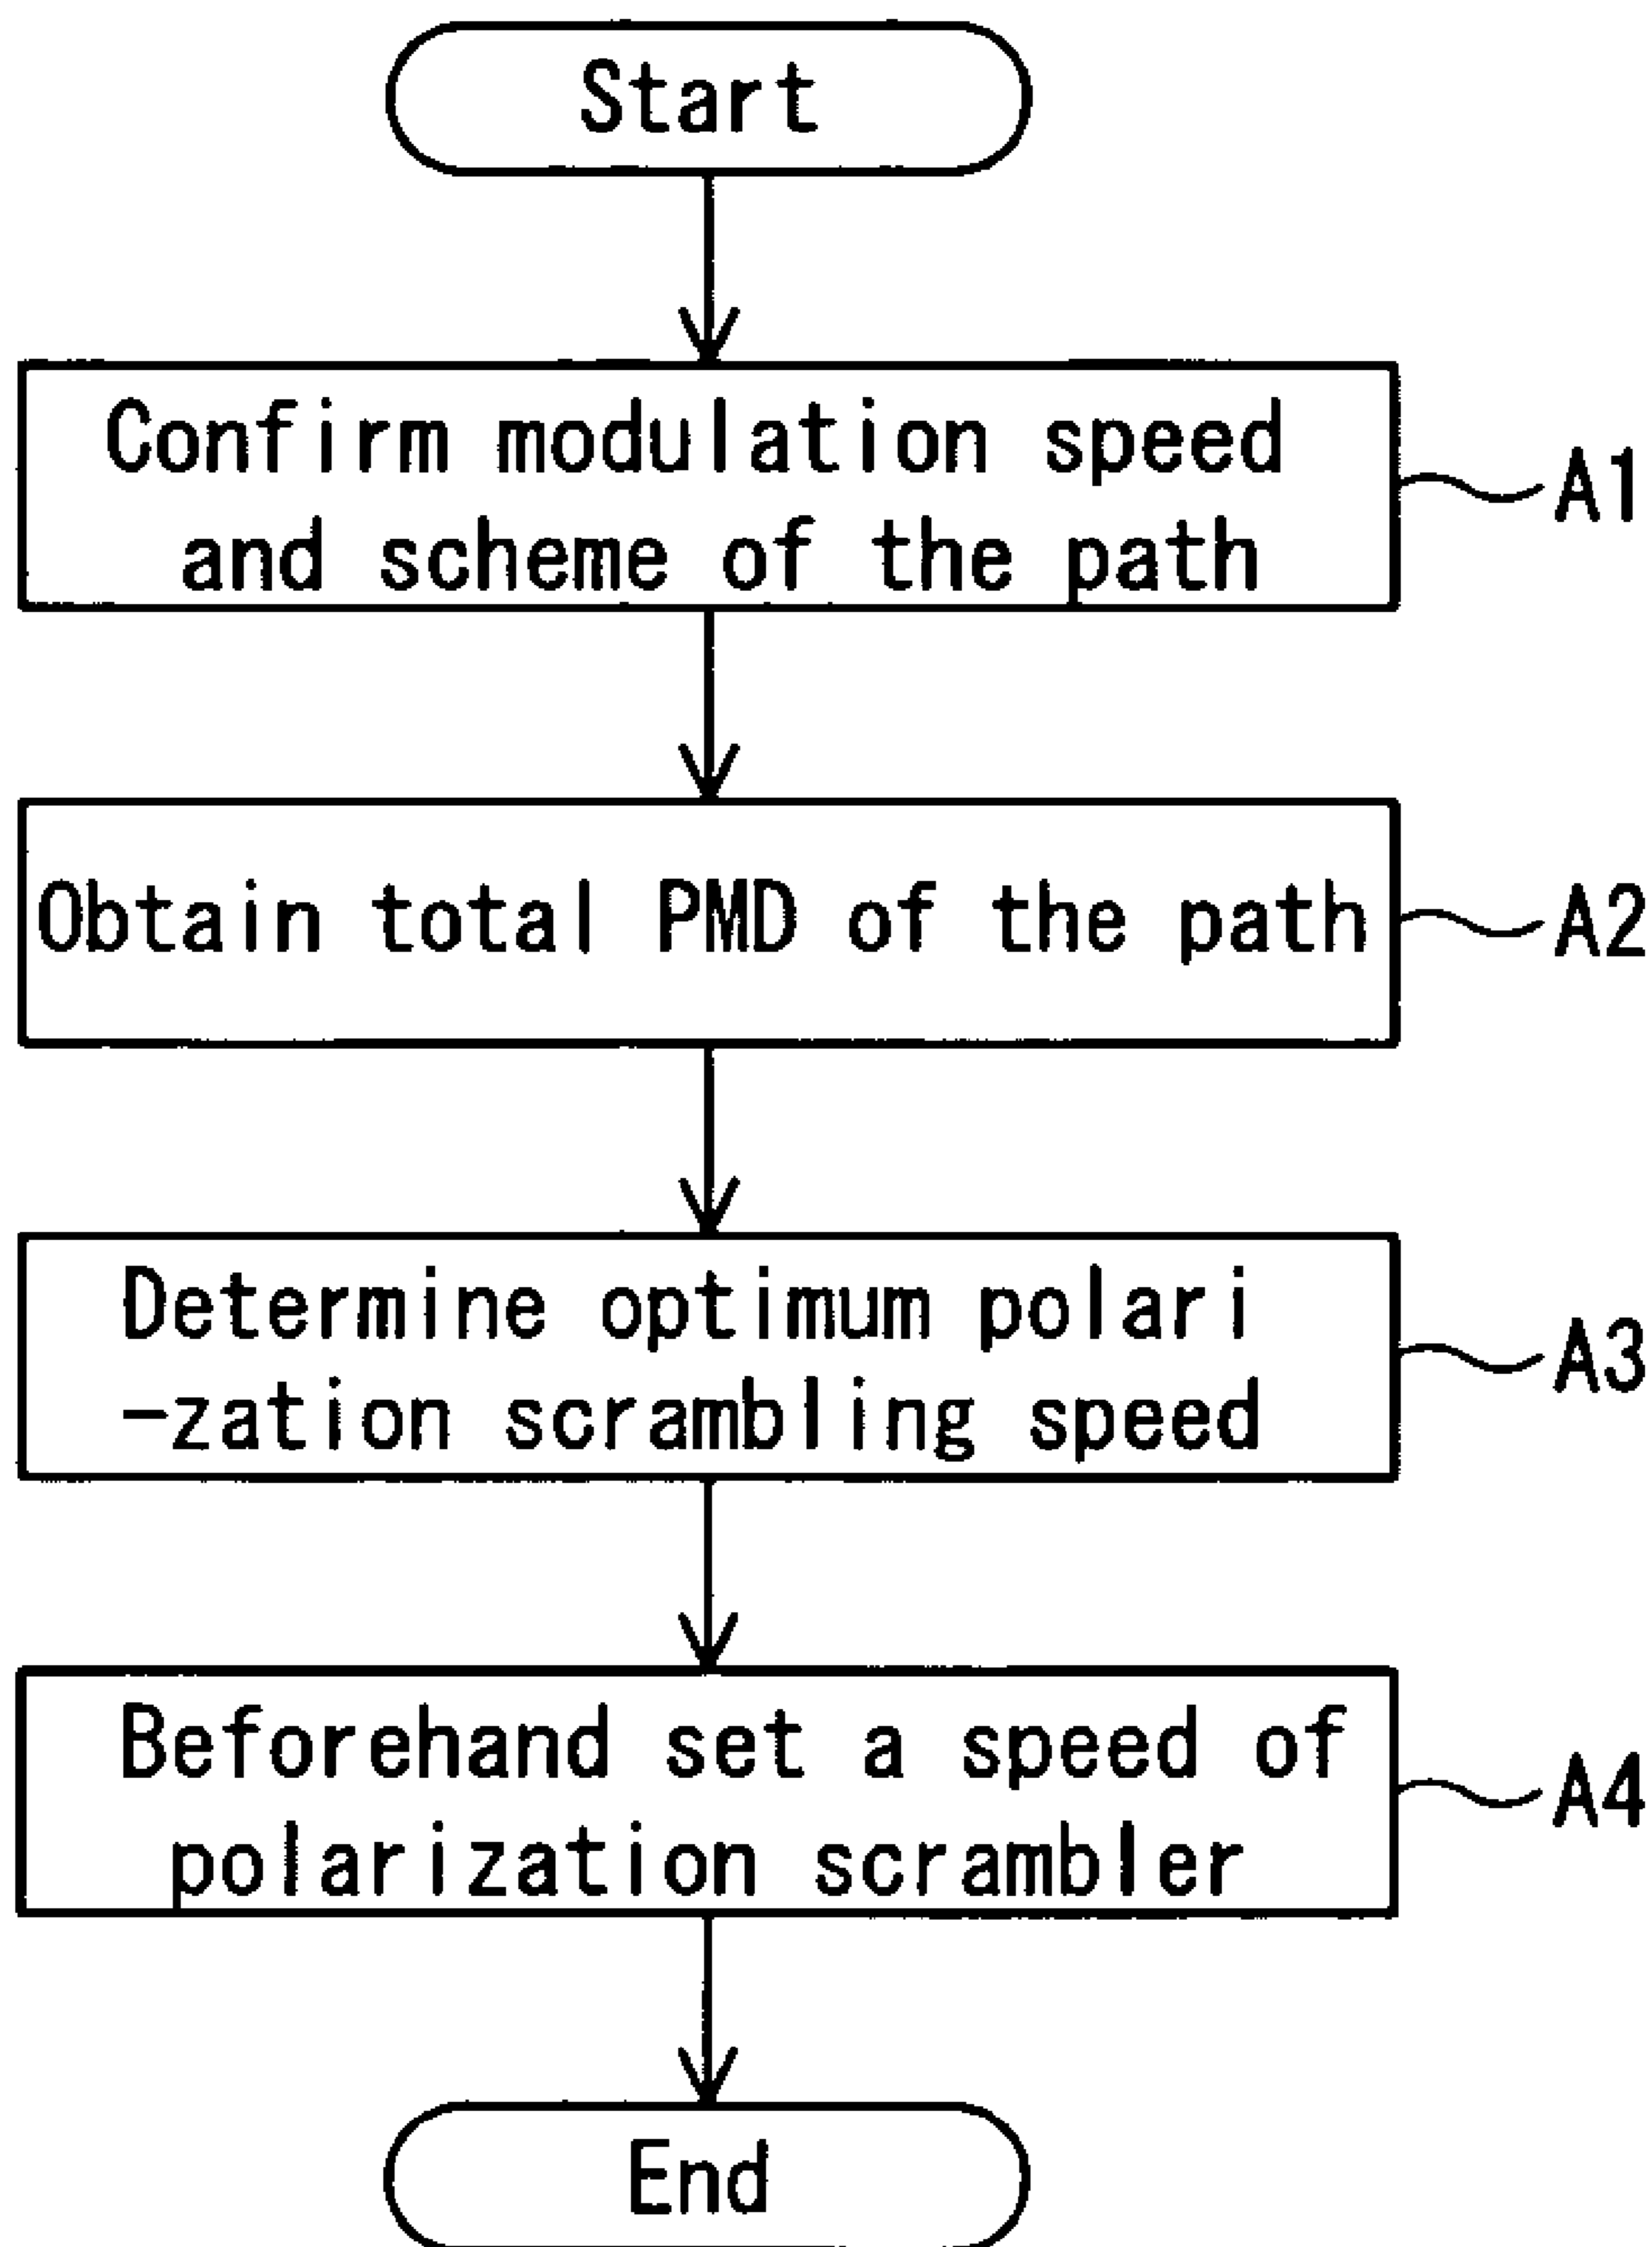 Start
Confirm modulation speed
and scheme of the path
A1
Obtain total PMD of the path
A2
Determine optimum polari
-zation scrambling speed
A3
Beforehand set a speed of
polarization scrambler
A4
End